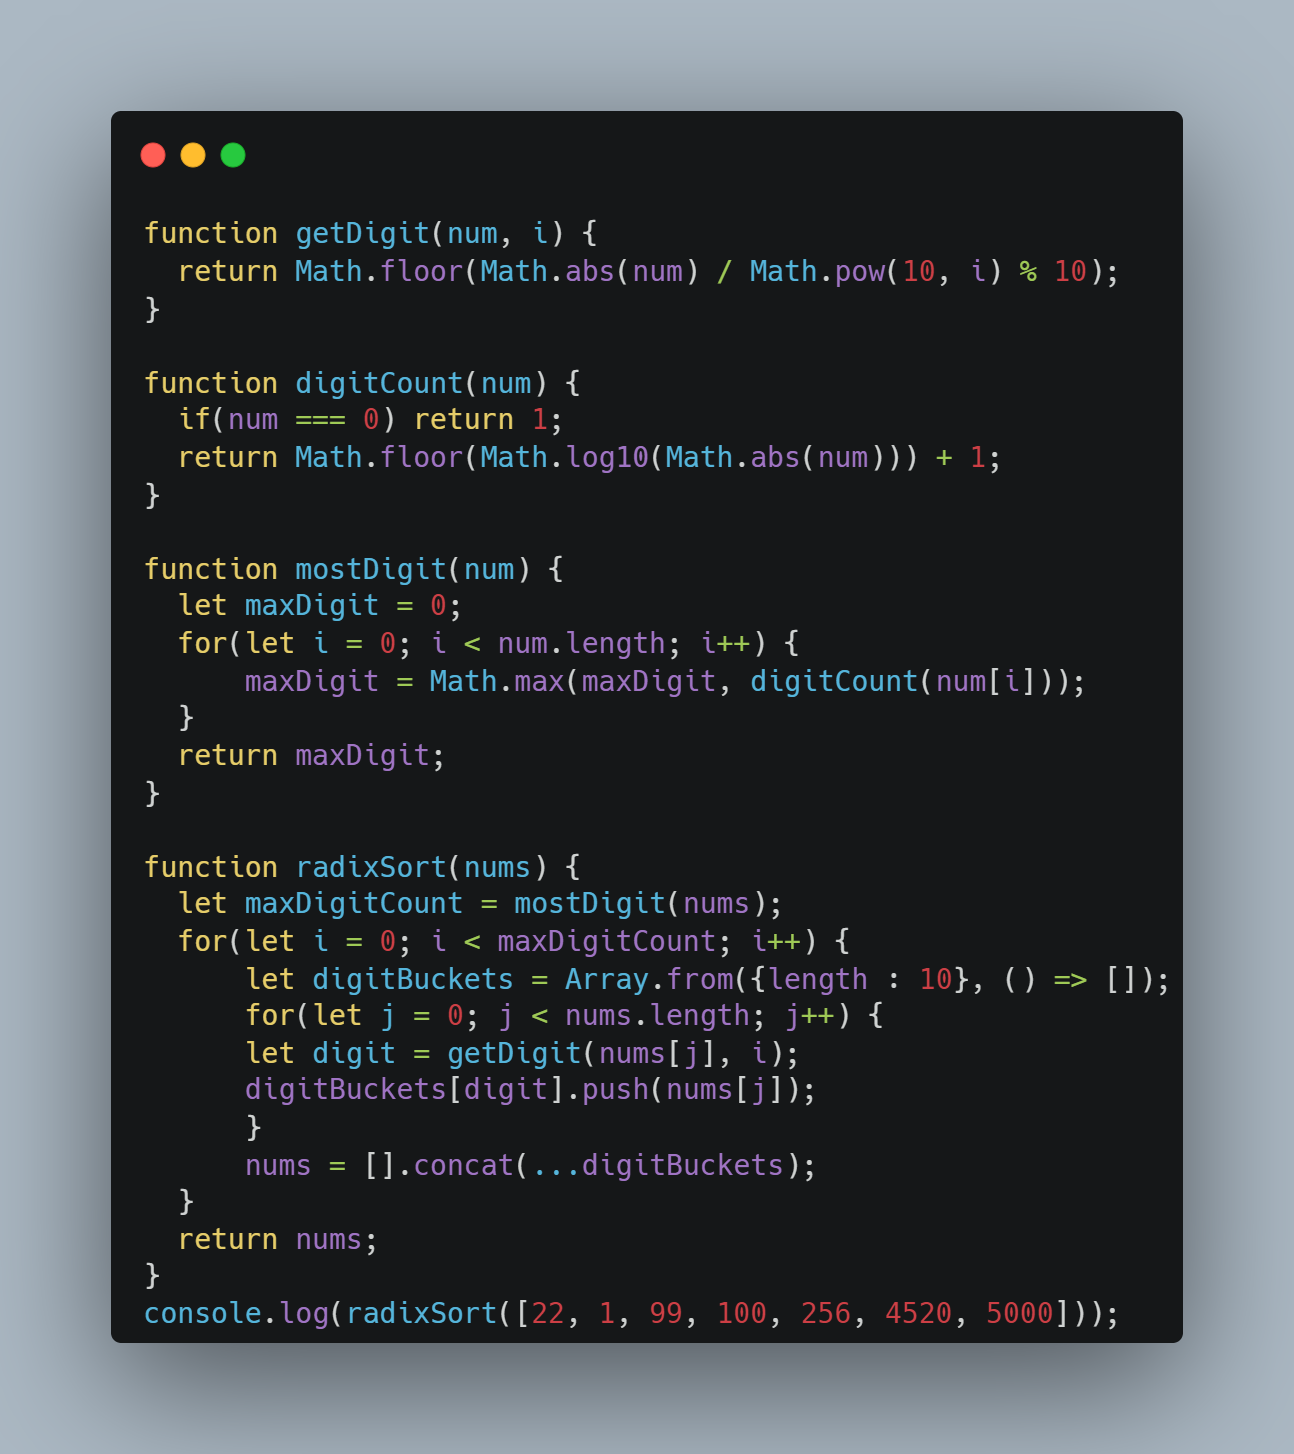 function getDigit(num, i) {
  return Math.floor(Math.abs(num) / Math.pow(10, i) % 10);
}

function digitCount(num) {
  if(num === 0) return 1;
  return Math.floor(Math.log10(Math.abs(num))) + 1;
}

function mostDigit(num) {
  let maxDigit = 0;
  for(let i = 0; i < num.length; i++) {
      maxDigit = Math.max(maxDigit, digitCount(num[i]));
  }
  return maxDigit;
}

function radixSort(nums) {
  let maxDigitCount = mostDigit(nums);
  for(let i = 0; i < maxDigitCount; i++) {
      let digitBuckets = Array.from({length : 10}, () => []);
      for(let j = 0; j < nums.length; j++) {
      let digit = getDigit(nums[j], i);
      digitBuckets[digit].push(nums[j]);
      }
      nums = [].concat(...digitBuckets);
  }
  return nums;
}
console.log(radixSort([22, 1, 99, 100, 256, 4520, 5000]));